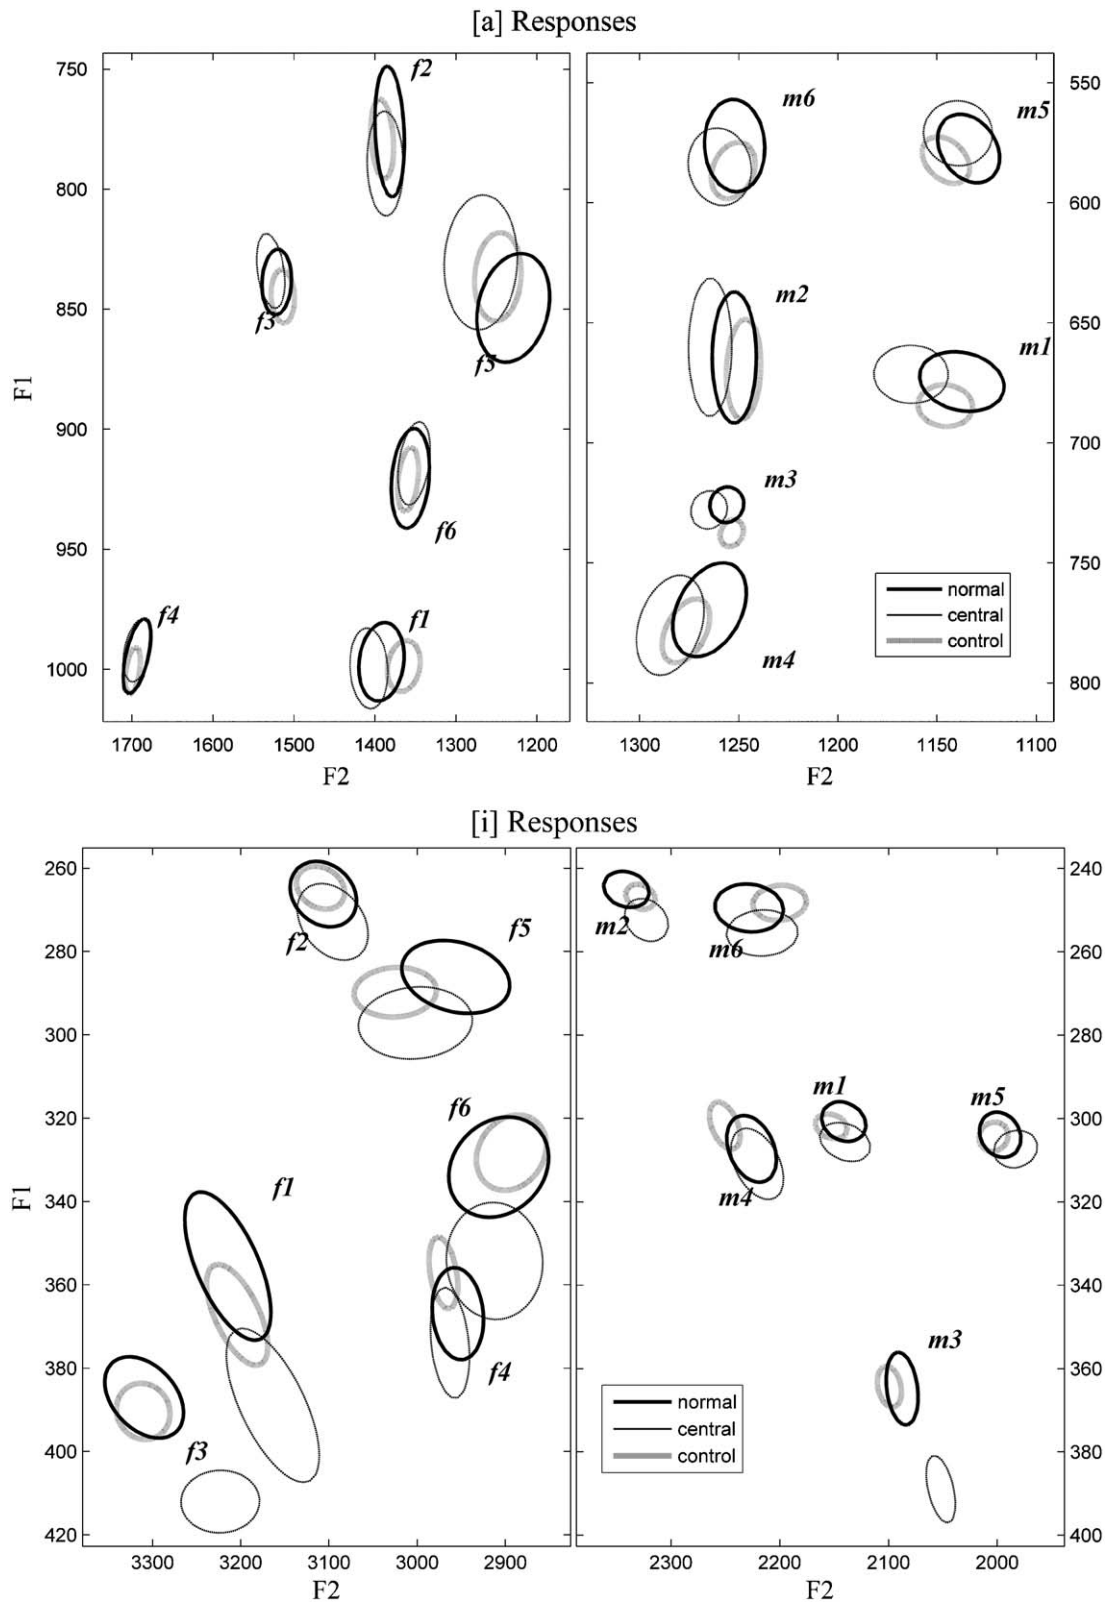 [a] Responses
750
800
850
900
950
1000
F1
1700 1600 1500 1400 1300 1200
F2
f2
f3
f5
f6
f4
f1
550
600
650
700
750
800
1300 1250 1200 1150 1100
F2
m6
m5
m2
m1
m3
m4
normal
central
control
[i] Responses
260
280
300
320
340
360
380
400
420
F1
3300 3200 3100 3000 2900
F2
f2
f5
f6
f1
f4
f3
240
260
280
300
320
340
360
380
400
2300 2200 2100 2000
F2
m2
m6
m1
m5
m4
m3
normal
central
control